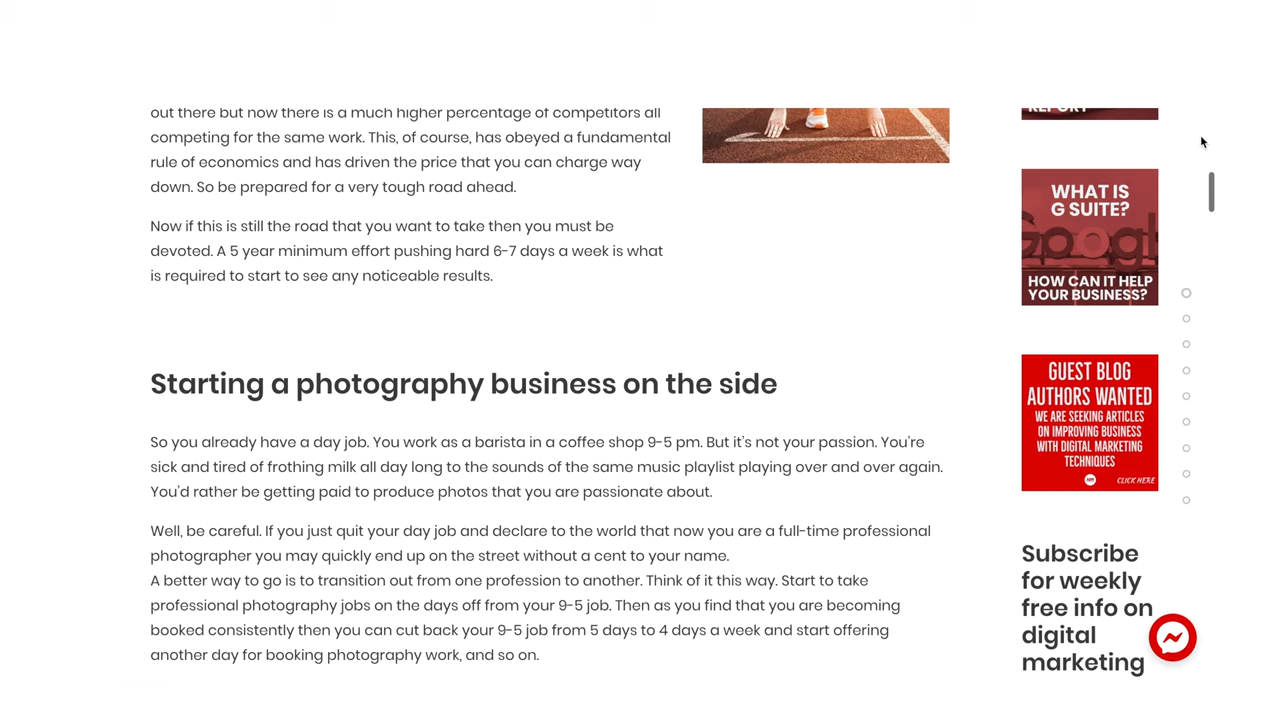 out there but now there is a much higher percentage of competitors all
competing for the same work. This, of course, has obeyed a fundamental
rule of economics and has driven the price that you can charge way
down. So be prepared for a very tough road ahead.
Now if this is still the road that you want to take then you must be
devoted. A 5 year minimum effort pushing hard 6-7 days a week is what
is required to start to see any noticeable results.
Starting a photography business on the side
So you already have a day job. You work as a barista in a coffee shop 9-5 pm. But it's not your passion. You're
sick and tired of frothing milk all day long to the sounds of the same music playlist playing over and over again.
You'd rather be getting paid to produce photos that you are passionate about.
Well, be careful. If you just quit your day job and declare to the world that now you are a full-time professional
photographer you may quickly end up on the street without a cent to your name.
A better way to go is to transition out from one profession to another. Think of it this way. Start to take
professional photography jobs on the days off from your 9-5 job. Then as you find that you are becoming
booked consistently then you can cut back your 9-5 job from 5 days to 4 days a week and start offering
another day for booking photography work, and so on.
REPORT
WHAT IS
G SUITE?
Googl
HOW CAN IT HELP
YOUR BUSINESS?
GUEST BLOG
AUTHORS WANTED
WE ARE SEEKING ARTICLES
ON IMPROVING BUSINESS
WITH DIGITAL MARKETING
TECHNIQUES
CLICK HERE
Subscribe
for weekly
free info on
digital
marketing